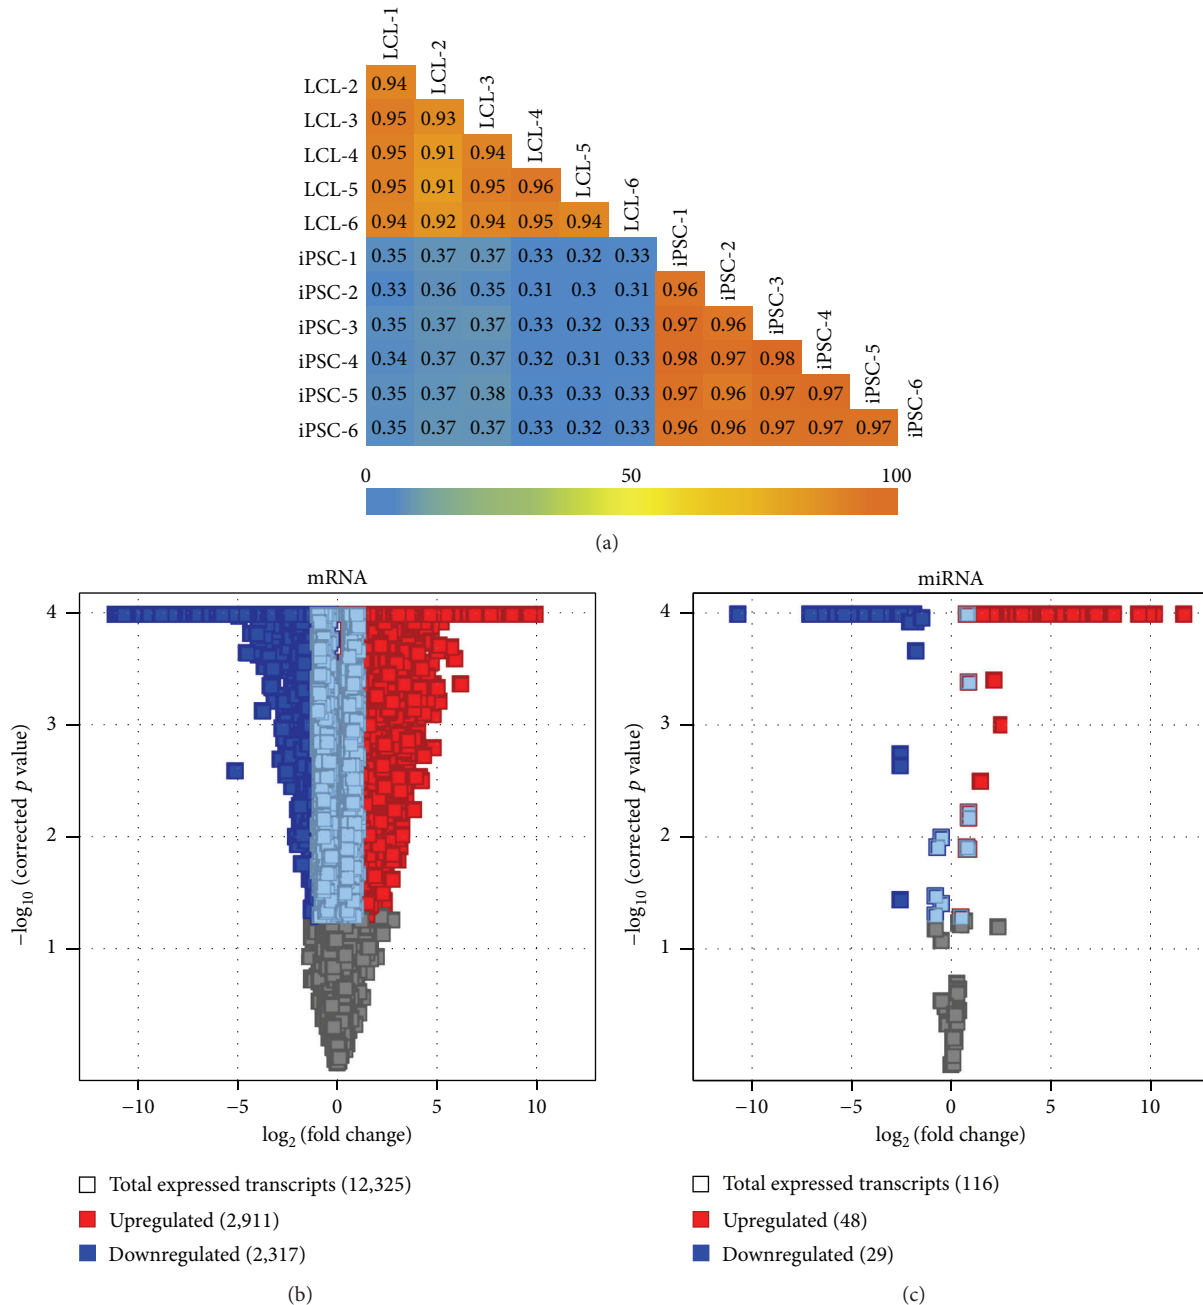 LCL-1
LCL-2
LCL-2 0.94
LCL-3
LCL-3 0.95 0.93
LCL-4
LCL-4 0.95 0.91 0.94
LCL-5
LCL-5 0.95 0.91 0.95 0.96
LCL-6
LCL-6 0.94 0.92 0.94 0.95 0.94
iPSC-1
iPSC-1 0.35 0.37 0.37 0.33 0.32 0.33
iPSC-2
iPSC-2 0.33 0.36 0.35 0.31 0.3 0.31 0.96
iPSC-3
iPSC-3 0.35 0.37 0.37 0.33 0.32 0.33 0.97 0.96
iPSC-4
iPSC-4 0.34 0.37 0.37 0.32 0.31 0.33 0.98 0.97 0.98
iPSC-5
iPSC-5 0.35 0.37 0.38 0.33 0.33 0.33 0.97 0.96 0.97 0.97
iPSC-6
iPSC-6 0.35 0.37 0.37 0.33 0.32 0.33 0.96 0.96 0.97 0.97 0.97
0 50 100
(a)
mRNA
4
3
2
1
−log10 (corrected p value)
−10 −5 0 5 10
log2 (fold change)
Total expressed transcripts (12,325)
Upregulated (2,911)
Downregulated (2,317)
(b)
miRNA
4
3
2
1
−log10 (corrected p value)
−10 −5 0 5 10
log2 (fold change)
Total expressed transcripts (116)
Upregulated (48)
Downregulated (29)
(c)